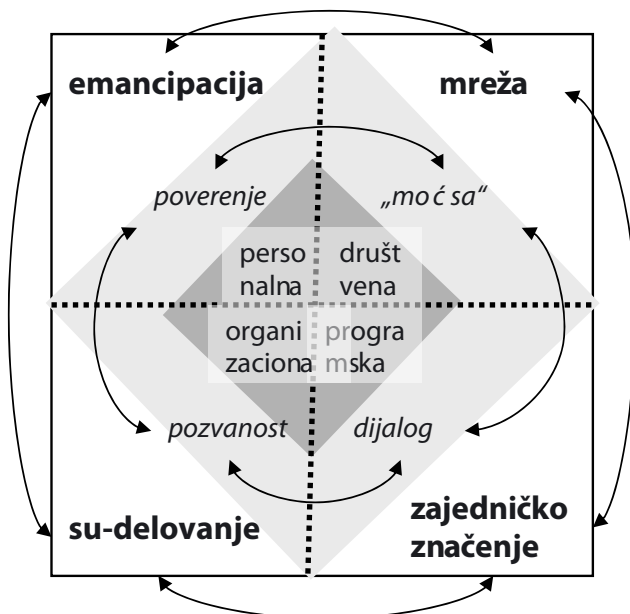 emancipacija
mreža
poverenje
„moć sa“
perso
nalna
društ
vena
organi
zaciona
progra
mska
pozvanost
dijalog
su-delovanje
zajedničko
značenje